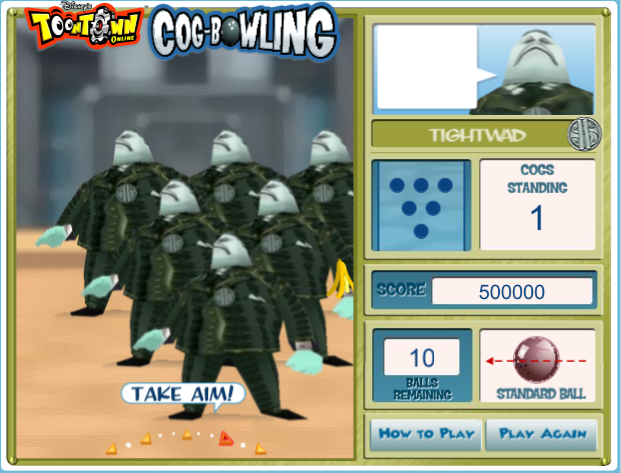 Disney's
TOONTOWN
ONLINE
COG-BOWLING
TIGHTWAD
COGS
STANDING
1
SCORE 500000
10
BALLS
REMAINING
STANDARD BALL
TAKE AIM!
HOW TO PLAY
PLAY AGAIN